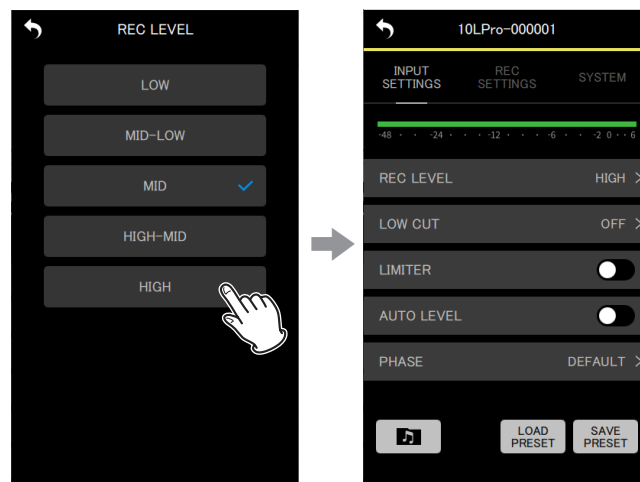 REC LEVEL
LOW
MID-LOW
MID
HIGH-MID
HIGH
10LPro-000001
INPUT
SETTINGS
REC
SETTINGS
SYSTEM
-48 · · -24 · · -12 · · · -6 · · -2 0 · · 6
REC LEVEL HIGH >
LOW CUT OFF >
LIMITER
AUTO LEVEL
PHASE DEFAULT >
LOAD
PRESET
SAVE
PRESET